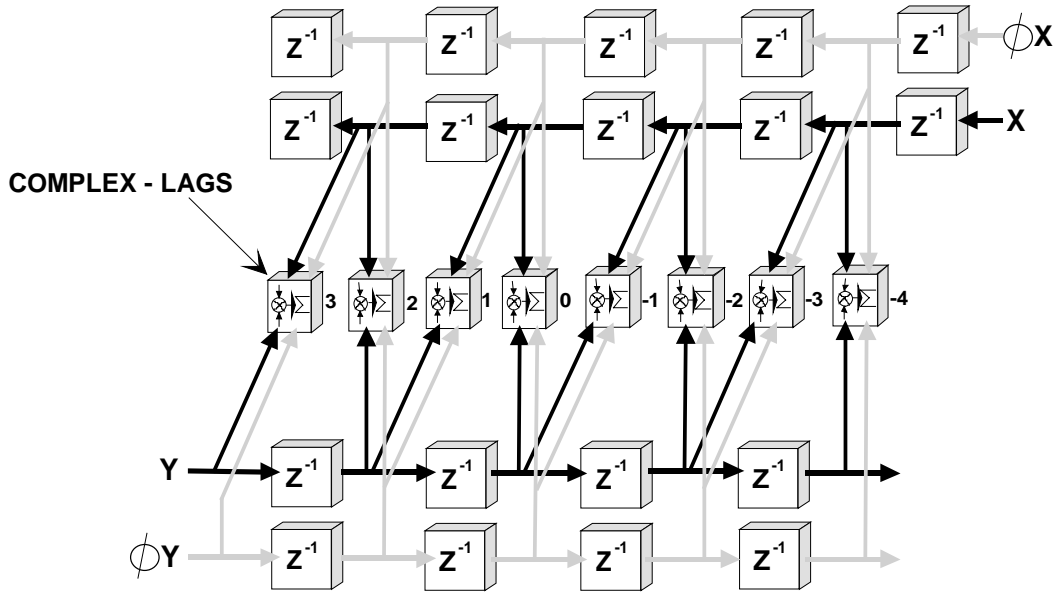 Z⁻¹ Z⁻¹ Z⁻¹ Z⁻¹ Z⁻¹ ϕX
Z⁻¹ Z⁻¹ Z⁻¹ Z⁻¹ Z⁻¹ X
COMPLEX - LAGS
Σ 3 Σ 2 Σ 1 Σ 0 Σ -1 Σ -2 Σ -3 Σ -4
Y Z⁻¹ Z⁻¹ Z⁻¹ Z⁻¹
ϕY Z⁻¹ Z⁻¹ Z⁻¹ Z⁻¹